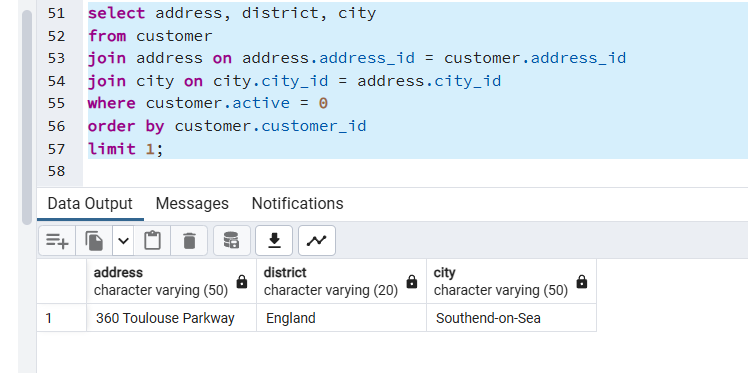 51 select address, district, city
52 from customer
53 join address on address.address_id = customer.address_id
54 join city on city.city_id = address.city_id
55 where customer.active = 0
56 order by customer.customer_id
57 limit 1;
58
Data Output Messages Notifications
address district city
character varying (50) character varying (20) character varying (50)
1 360 Toulouse Parkway England Southend-on-Sea